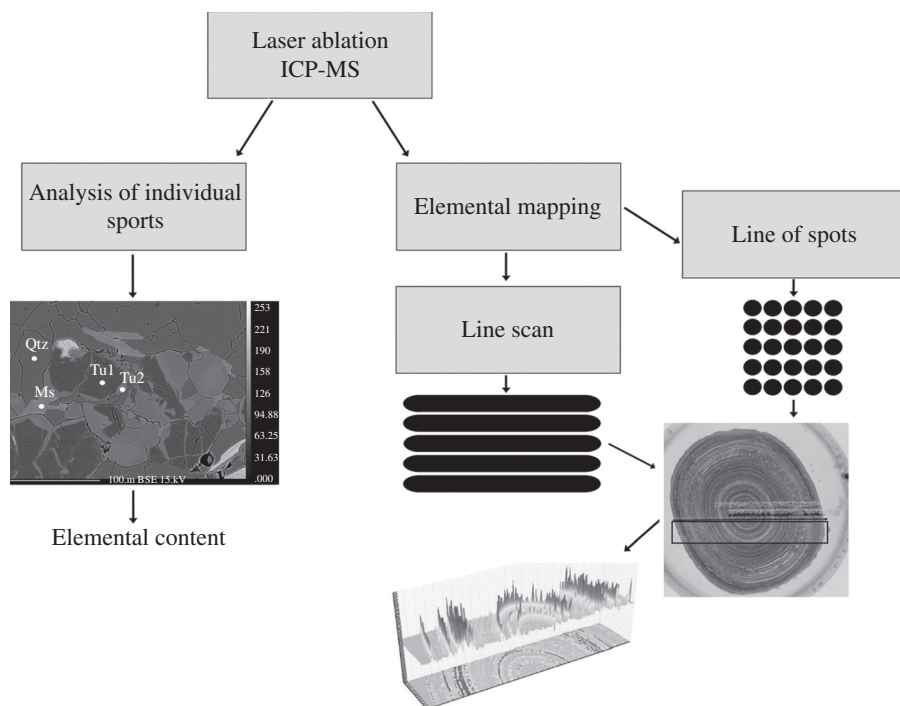 Laser ablation
ICP-MS
Analysis of individual
sports
Elemental mapping
Line of spots
Line scan
Qtz
Tu1
Tu2
Ms
253
221
190
158
126
94.88
63.25
31.63
.000
100.m BSE 15.kV
Elemental content